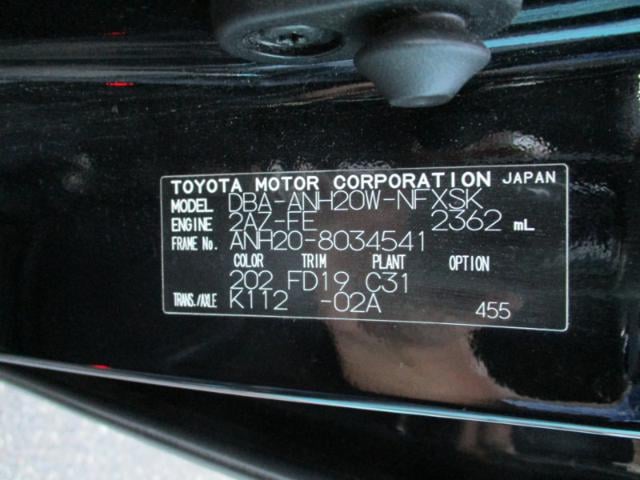 TOYOTA MOTOR CORPORATION JAPAN
MODEL DBA-ANH20W-NFXSK
ENGINE 2AZ-FE 2362 mL
FRAME No. ANH20-8034541
COLOR TRIM PLANT OPTION
202 FD19 C31
TRANS./AXLE K112 -02A 455